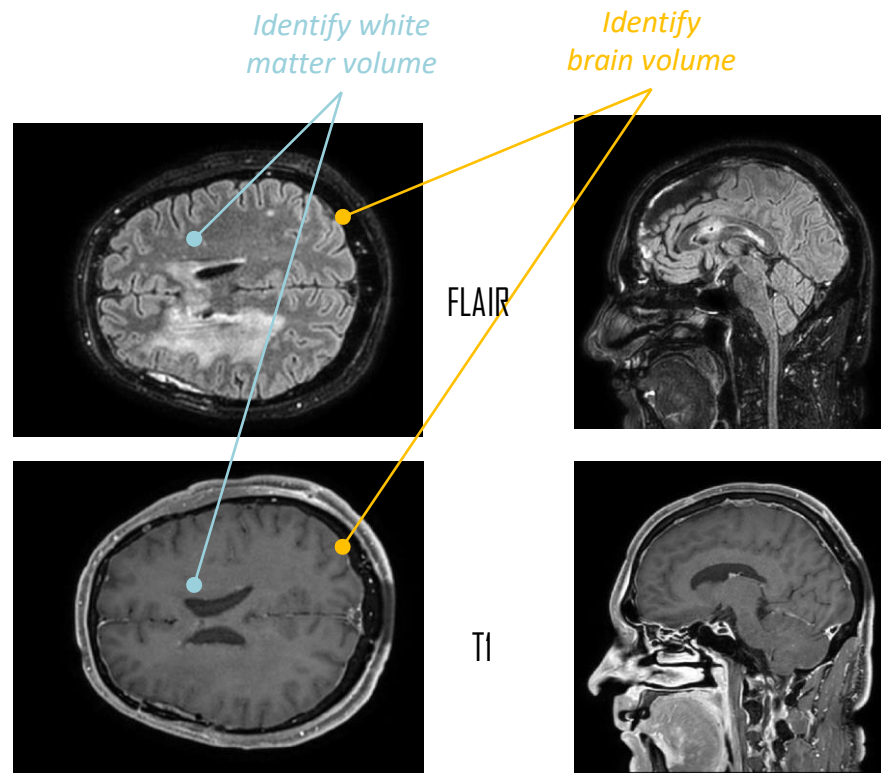 Identify white
matter volume
Identify
brain volume
FLAIR
T1